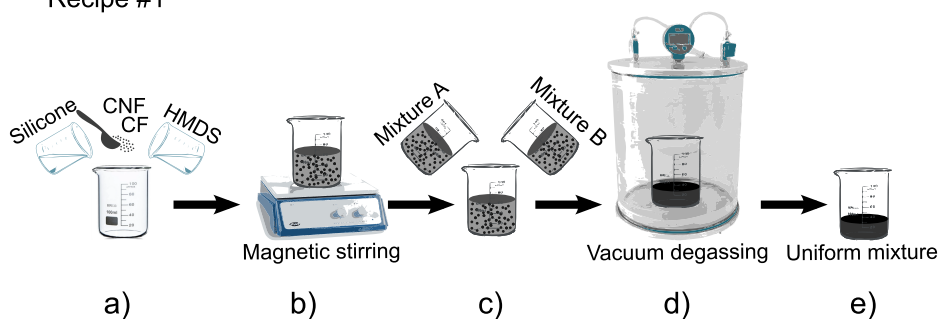 Recipe #1
Silicone
CNF
CF
HMDS
Mixture A
Mixture B
Magnetic stirring
Vacuum degassing
Uniform mixture
a)
b)
c)
d)
e)